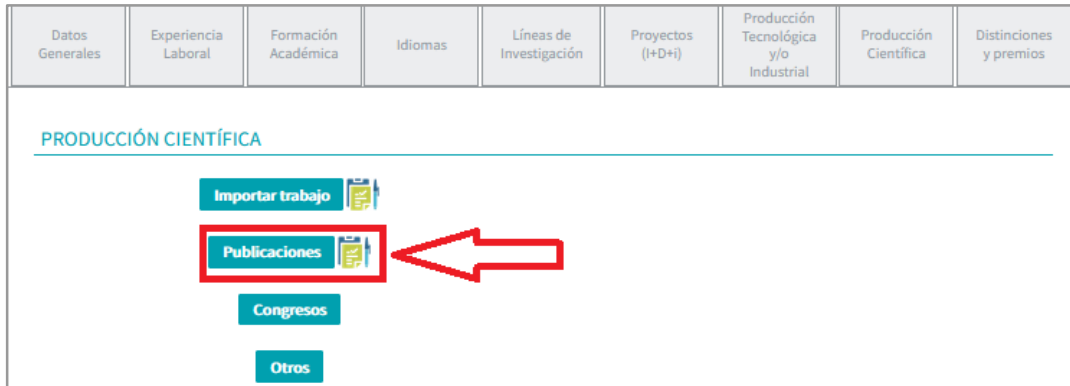 Datos
Generales
Experiencia
Laboral
Formación
Académica
Idiomas
Líneas de
Investigación
Proyectos
(I+D+i)
Producción
Tecnológica
y/o
Industrial
Producción
Científica
Distinciones
y premios
PRODUCCIÓN CIENTÍFICA
Importar trabajo
Publicaciones
Congresos
Otros